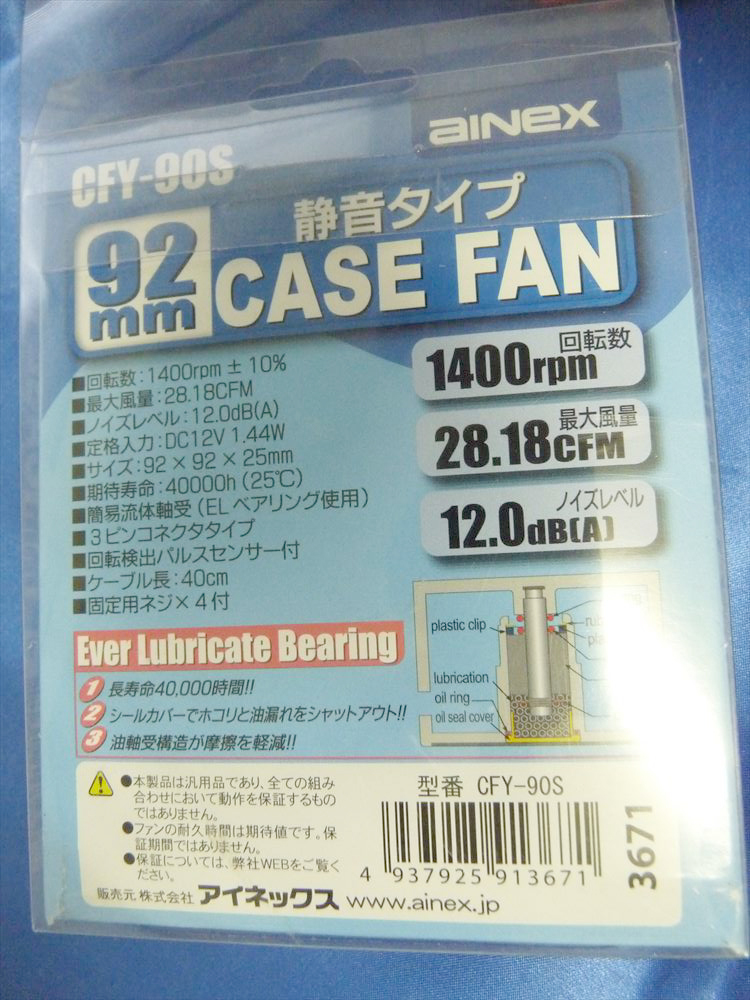 ainex
CFY-90S
静音タイプ
92mm
CASE FAN
■回転数:1400rpm ± 10%
■最大風量:28.18CFM
■ノイズレベル:12.0dB(A)
■定格入力:DC12V 1.44W
■サイズ:92 × 92 × 25mm
■期待寿命:40000h (25℃)
■簡易流体軸受 (EL ベアリング使用)
■3ピンコネクタタイプ
■回転検出パルスセンサー付
■ケーブル長:40cm
■固定用ネジ×4付
回転数
1400rpm
最大風量
28.18CFM
ノイズレベル
12.0dB(A)
Ever Lubricate Bearing
1 長寿命40,000時間!!
2 シールカバーでホコリと油漏れをシャットアウト!!
3 油軸受構造が摩擦を軽減!!
plastic clip
lubrication
oil ring
oil seal cover
●本製品は汎用品であり、全ての組み
合わせにおいて動作を保証するもの
ではありません。
●ファンの耐久時間は期待値です。保
証期間ではありません。
●保証については、弊社WEBをご覧く
ださい。
販売元 株式会社 アイネックス www.ainex.jp
型番 CFY-90S
4 937925 913671
3671